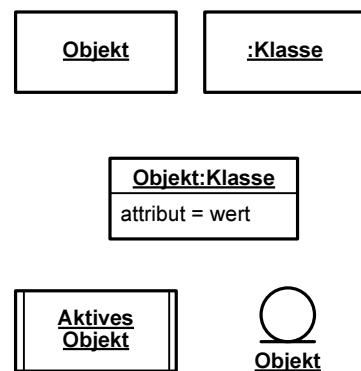 Objekt
:Klasse
Objekt:Klasse
attribut = wert
Aktives
Objekt
Objekt